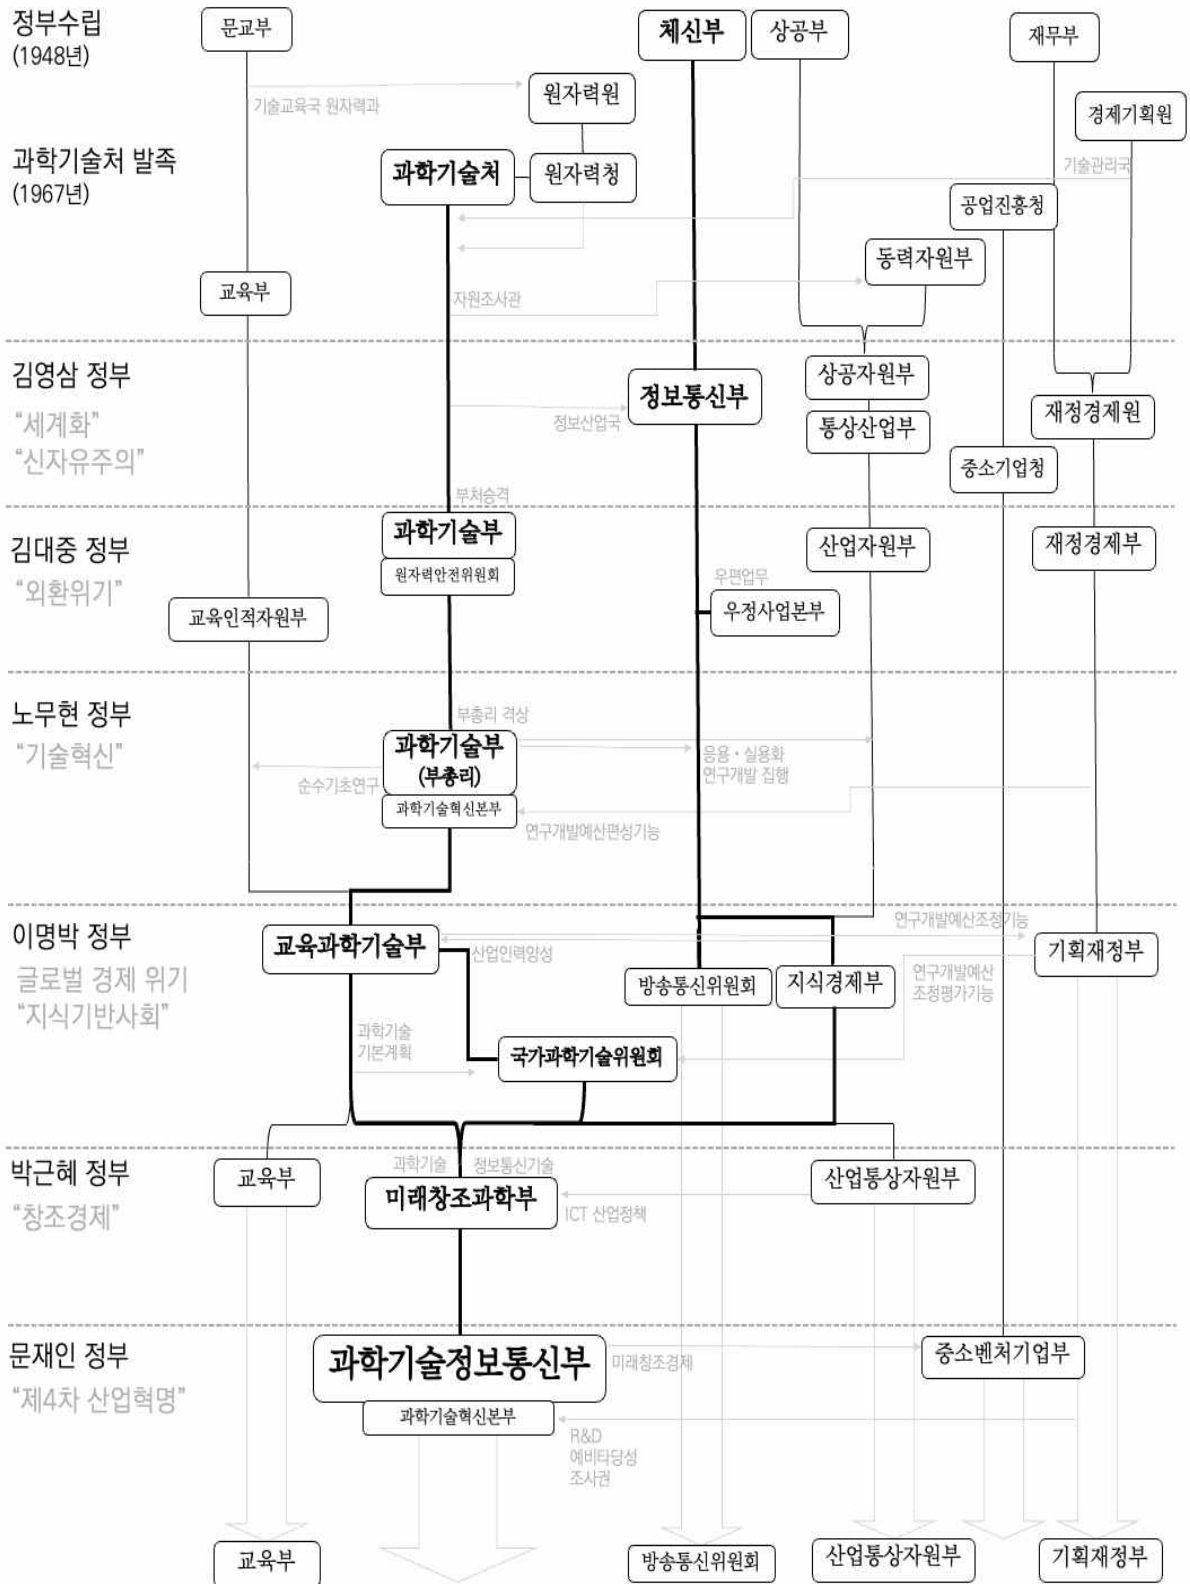 정부수립
(1948년)
문교부
체신부
상공부
재무부
기술교육국 원자력과
원자력원
경제기획원
과학기술처 발족
(1967년)
과학기술처
원자력청
기술관리국
공업진흥청
동력자원부
교육부
자원조사관
김영삼 정부
“세계화”
“신자유주의”
정보통신부
정보산업국
상공자원부
통상산업부
재정경제원
중소기업청
부처승격
김대중 정부
“외환위기”
과학기술부
원자력안전위원회
산업자원부
재정경제부
우편업무
우정사업본부
교육인적자원부
노무현 정부
“기술혁신”
부총리 격상
과학기술부
(부총리)
과학기술혁신본부
순수기초연구
응용・실용화
연구개발 집행
연구개발예산편성기능
이명박 정부
글로벌 경제 위기
“지식기반사회”
교육과학기술부
산업인력양성
방송통신위원회
지식경제부
연구개발예산조정기능
연구개발예산
조정평가기능
기획재정부
과학기술
기본계획
국가과학기술위원회
박근혜 정부
“창조경제”
교육부
과학기술
정보통신기술
미래창조과학부
ICT 산업정책
산업통상자원부
문재인 정부
“제4차 산업혁명”
과학기술정보통신부
과학기술혁신본부
미래창조경제
중소벤처기업부
R&D
예비타당성
조사권
교육부
방송통신위원회
산업통상자원부
기획재정부